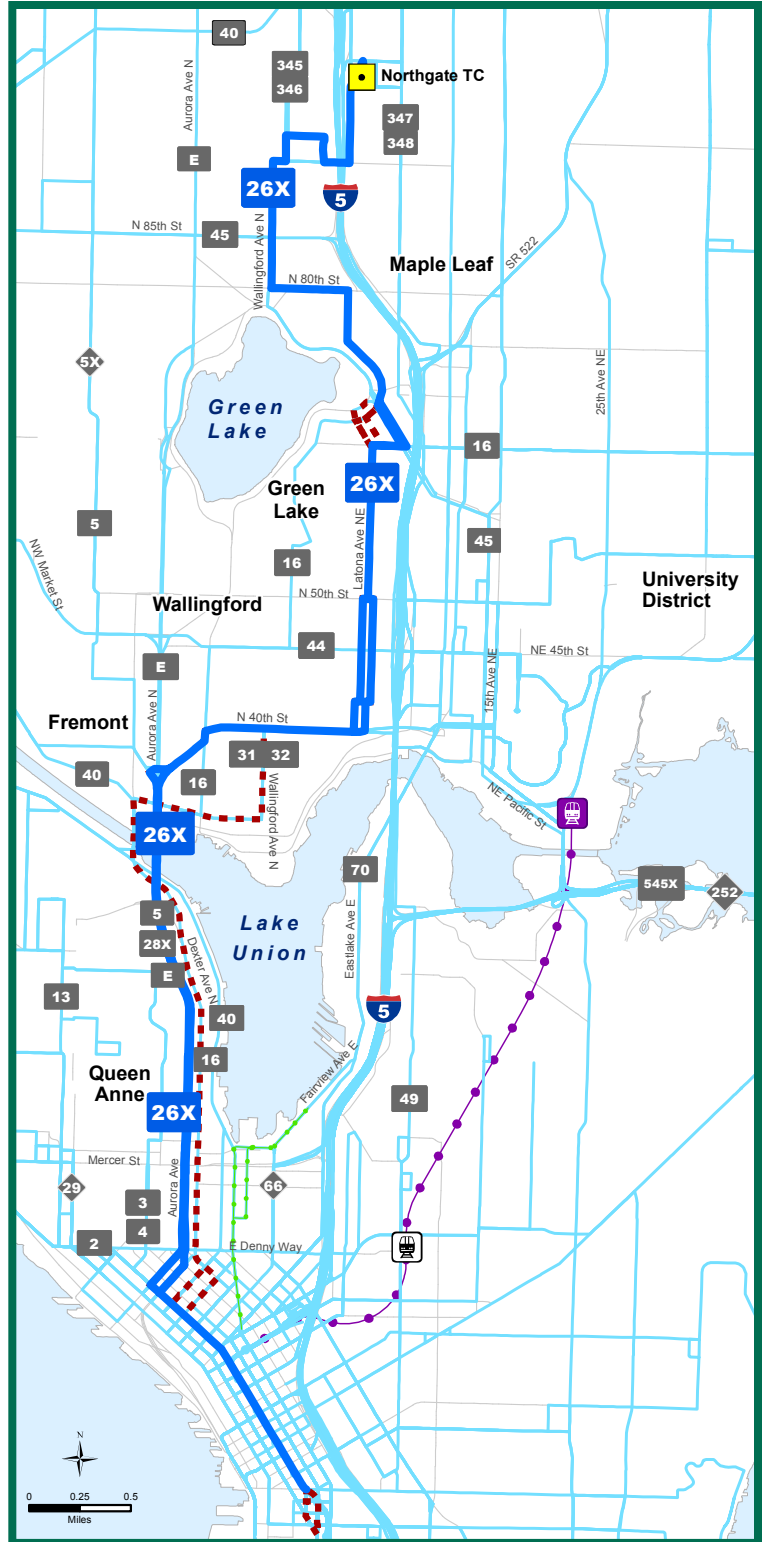 40
345
346
Northgate TC
Aurora Ave N
347
348
E
26X
5
N 85th St
45
Wallingford Ave N
Maple Leaf
SR 522
N 80th St
5X
25th Ave NE
Green
Lake
16
26X
Green
Lake
5
45
Latona Ave NE
NW Market St
16
University
District
N 50th St
Wallingford
44
NE 45th St
E
15th Ave NE
Aurora Ave N
Fremont
N 40th St
31
32
40
16
Wallingford Ave N
NE Pacific St
26X
70
545X
252
5
Lake
Union
28X
Dexter Ave N
Eastlake Ave E
E
13
5
40
16
Queen
Anne
Fairview Ave E
49
26X
Mercer St
29
66
Aurora Ave
3
4
2
E Denny Way
N
0
0.25
0.5
Miles